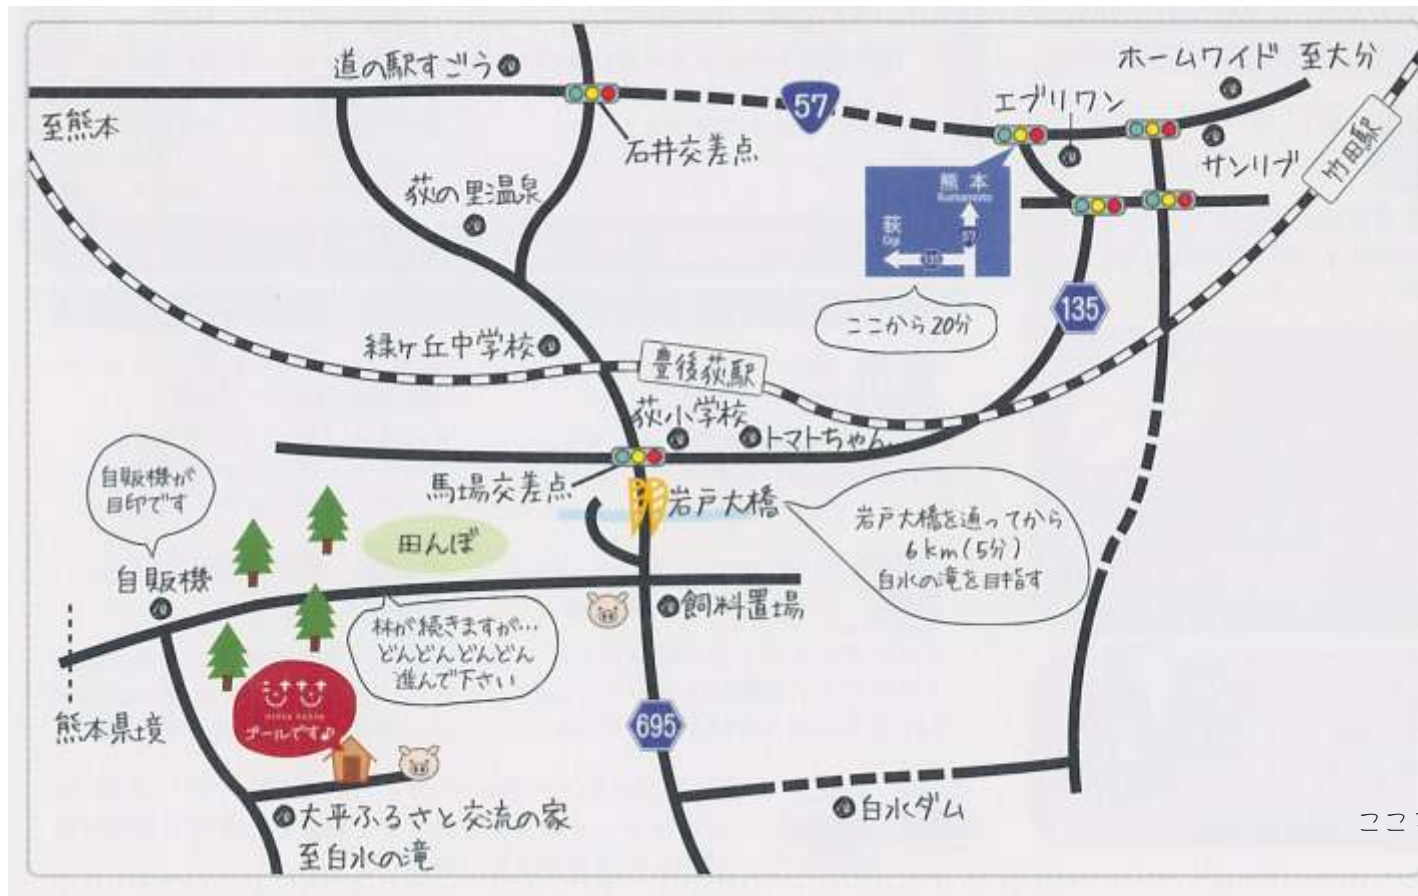 道の駅すごう
ホームワイド 至大分
57
エブリワン
至熊本
石井交差点
サンリブ
竹田駅
荻の里温泉
熊本
Kumamoto
荻
Ogi
57
135
ここから20分
135
緑ヶ丘中学校
豊後荻駅
荻小学校
トマトちゃん
自販機が
目印です
馬場交差点
岩戸大橋
岩戸大橋を通ってから
6km(5分)
白水の滝を目指す
田んぼ
自販機
飼料置場
林が続きますが…
どんどんどんどん
進んで下さい
熊本県境
ゴールです♪
695
大平ふるさと交流の家
至白水の滝
白水ダム
ここ